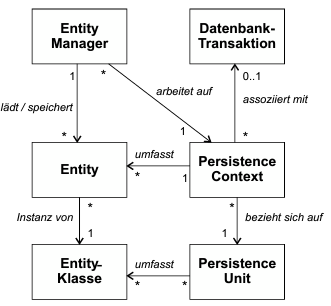 Entity
Manager
Datenbank-
Transaktion
1
*
0..1
arbeitet auf
lädt / speichert
assoziiert mit
*
1
*
Entity
umfasst
*
1
Persistence
Context
*
*
Instanz von
bezieht sich auf
1
1
Entity-
Klasse
umfasst
*
*
Persistence
Unit